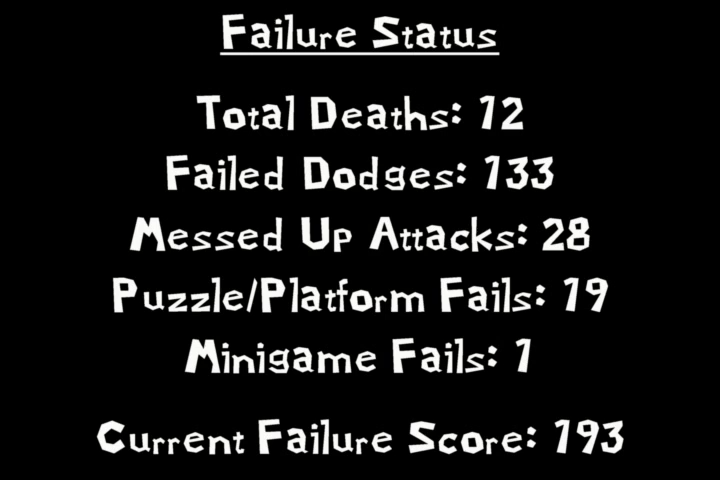 Failure Status
Total Deaths: 12
Failed Dodges: 133
Messed Up Attacks: 28
Puzzle/Platform Fails: 19
Minigame Fails: 1
Current Failure Score: 193